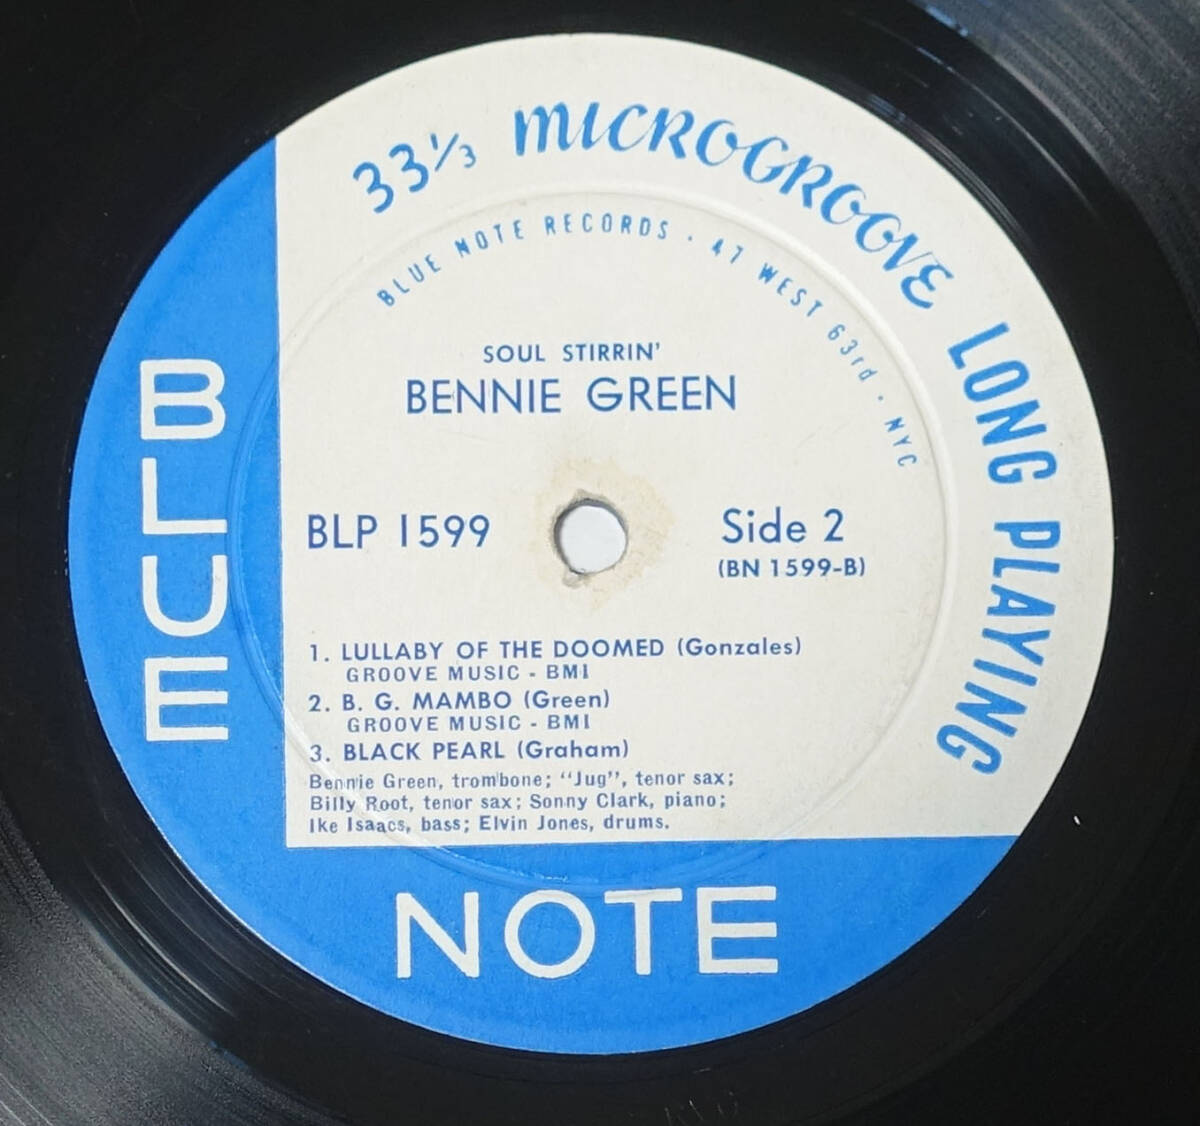 33⅓ MICROGROOVE LONG PLAYING
BLUE NOTE RECORDS · 47 WEST 63rd · NYC
SOUL STIRRIN'
BENNIE GREEN
BLP 1599
Side 2
(BN 1599-B)
1. LULLABY OF THE DOOMED (Gonzales)
GROOVE MUSIC - BMI
2. B. G. MAMBO (Green)
GROOVE MUSIC - BMI
3. BLACK PEARL (Graham)
Bennie Green, trombone; "Jug", tenor sax;
Billy Root, tenor sax; Sonny Clark, piano;
Ike Isaacs, bass; Elvin Jones, drums.
BLUE
NOTE